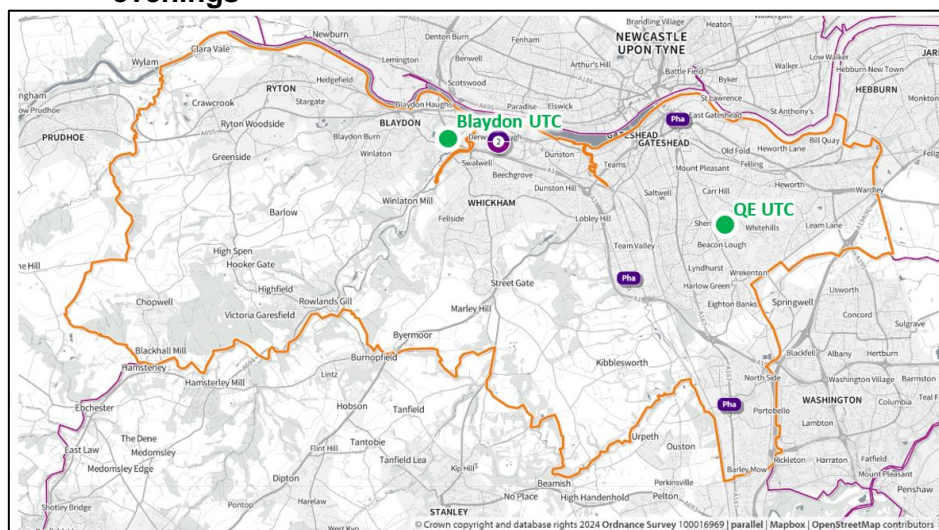 evenings
Brandling Village
Heaton
Denton Burn
Fenham
NEWCASTLE
UPON TYNE
Newburn
Clara Vale
Lemington
Benwell
Arthur's Hill
Walker
Low Walker
Hebburn New Town
Wylam
Battle Field
Byker
Scotswood
RYTON
Hedgefield
HEBBURN
Crawcrook
Stargate
Blaydon Haughs
Paradise
Elswick
St Lawrence
St Anthony's
Ryton Woodside
BLAYDON
Blaydon UTC
Pha
East Gateshead
PRUDHOE
Blaydon Burn
2
GATESHEAD
GATESHEAD
Bill Quay
Greenside
Winlaton
Swalwell
Dunston
Teams
Old Fold
Heworth Lane
Felling
Beechgrove
Mount Pleasant
Dunston Hill
Saltwell
Carr Hill
Heworth
Wardley
Barlow
Winlaton Mill
WHICKHAM
QE UTC
Fellside
Lobley Hill
Sher
Whitehills
Leam Lane
High Spen
Team Valley
Beacon Lough
Hooker Gate
Lyndhurst
Wrekenton
Highfield
Street Gate
Pha
Harlow Green
Usworth
Chopwell
Rowlands Gill
Eighton Banks
Springwell
Victoria Garesfield
Marley Hill
Concord
Sulgrave
Byermoor
Blackhall Mill
Burnopfield
Kibblesworth
Blackfell
Albany
Hertburn
Hamsterley
Lintz
North Side
Washington Village
Barmston
Hamsterley Mill
Pha
WASHINGTON
Columbia
Ebchester
Hobson
Tanfield
Portobello
Lambton
The Dene
Tantobie
Urpeth
Ouston
East Law
Medomsley
Flint Hill
Tanfield Lea
Rickleton
Harraton
Fatfield
Medomsley Edge
Kip Hill
Barley Mow
Mount Pleasant
Dipton
Beamish
Perkinsville
Penshaw
Shotley Bridge
Pontop
Harelaw
No Place
High Handenhold
Pelton
STANLEY
© Crown copyright and database rights 2024 Ordnance Survey 100016969 | parallel | Mapbox | OpenStreetMap contributors